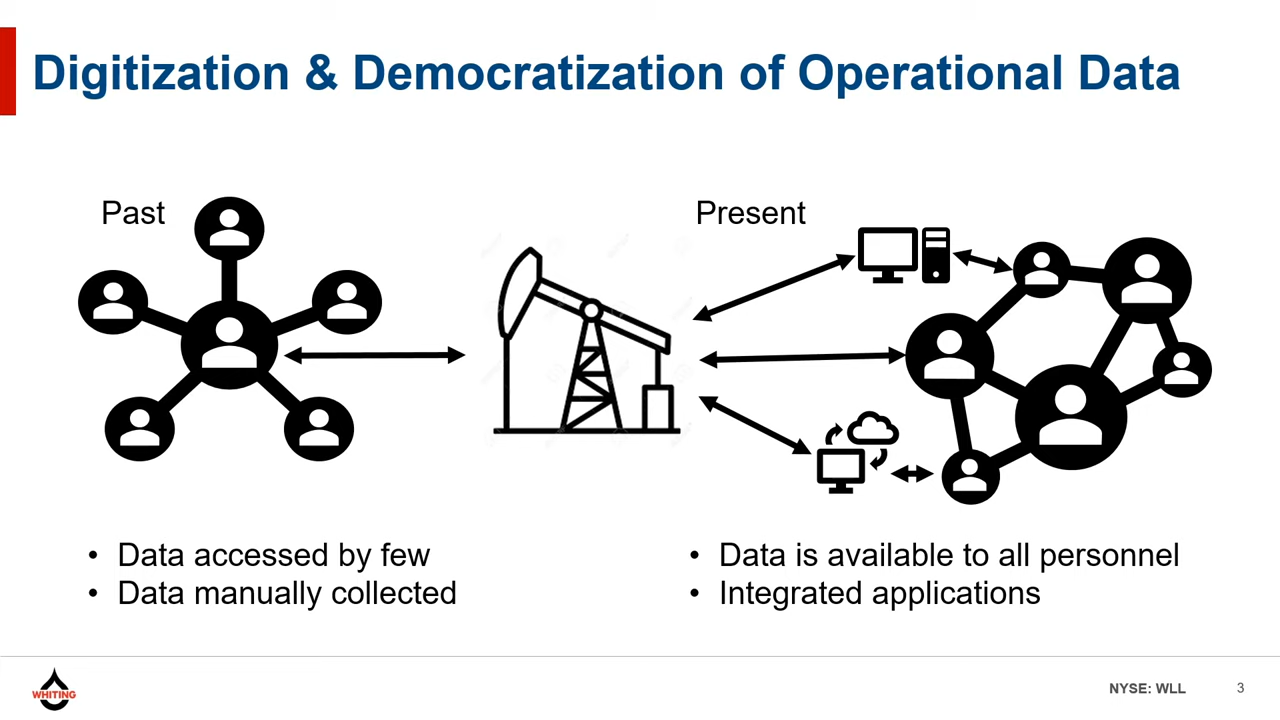 Digitization & Democratization of Operational Data
Past
Present
• Data accessed by few
• Data manually collected
• Data is available to all personnel
• Integrated applications
WHITING
NYSE: WLL
3